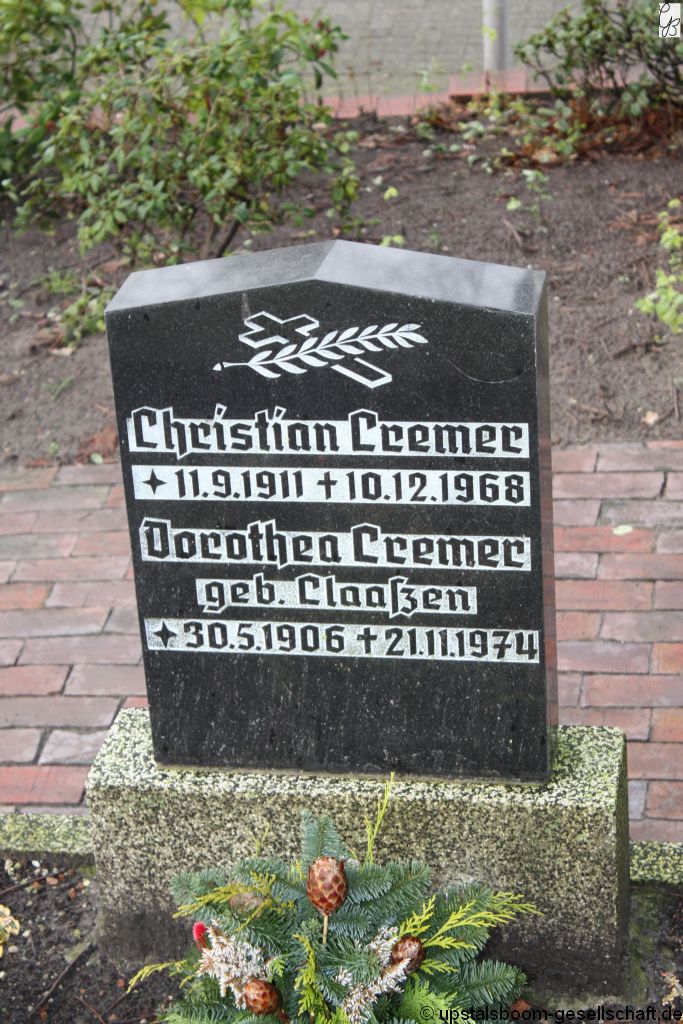 Christian Cremer
✦ 11.9.1911 ✝ 10.12.1968
Dorothea Cremer
geb. Claaßen
✦ 30.5.1906 ✝ 21.11.1974
© upstalsboom-gesellschaft.de